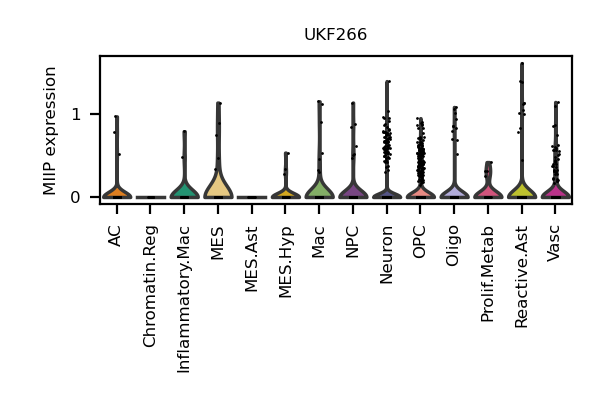 UKF266
MIIP expression
1
0
AC
Chromatin.Reg
Inflammatory.Mac
MES
MES.Ast
MES.Hyp
Mac
NPC
Neuron
OPC
Oligo
Prolif.Metab
Reactive.Ast
Vasc